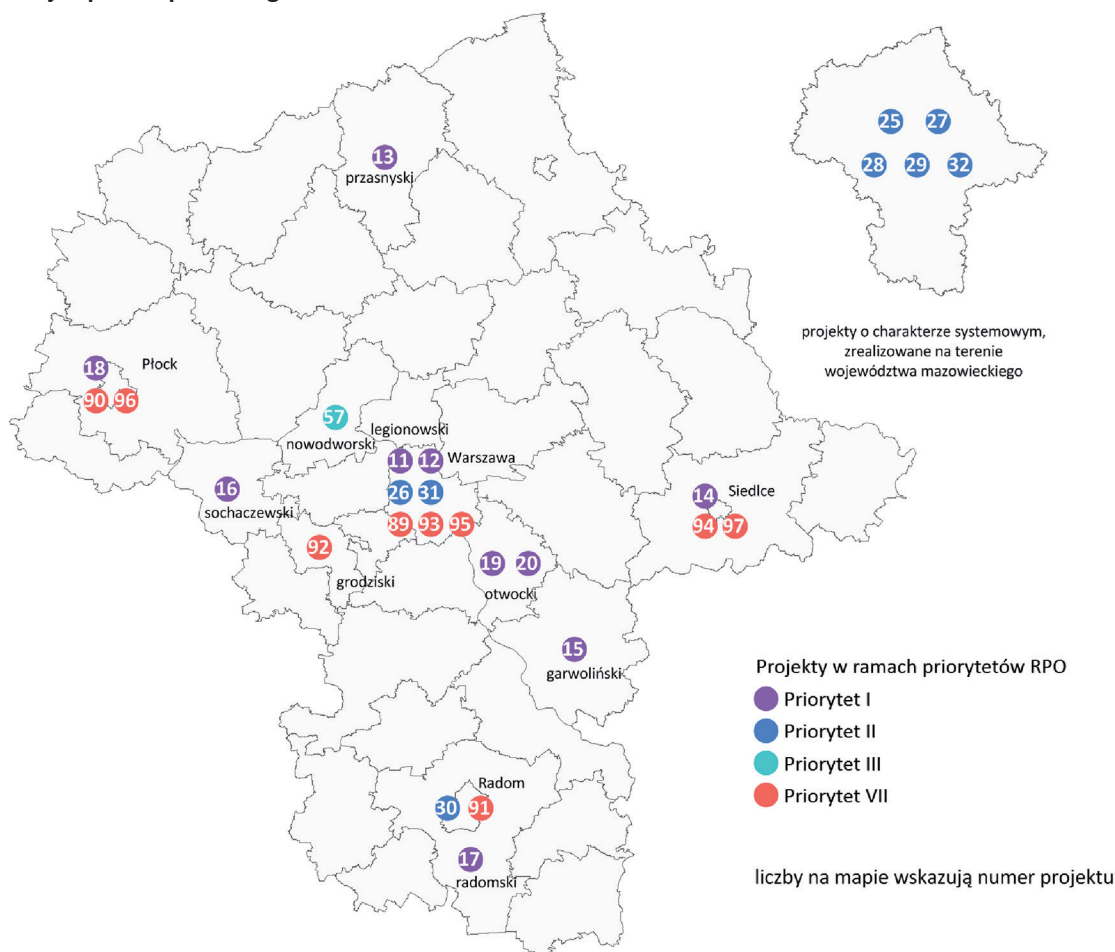 13
przasnyski
25 27
28 29 32
projekty o charakterze systemowym,
zrealizowane na terenie
województwa mazowieckiego
18 Płock
90 96
57
nowodworski
legionowski
11 12 Warszawa
26 31
89 93 95
16
sochaczewski
14 Siedlce
94 97
92
grodziski
19 20
otwocki
15
garwoliński
Projekty w ramach priorytetów RPO
Priorytet I
Priorytet II
Priorytet III
Priorytet VII
Radom
30 91
17
radomski
liczby na mapie wskazują numer projektu